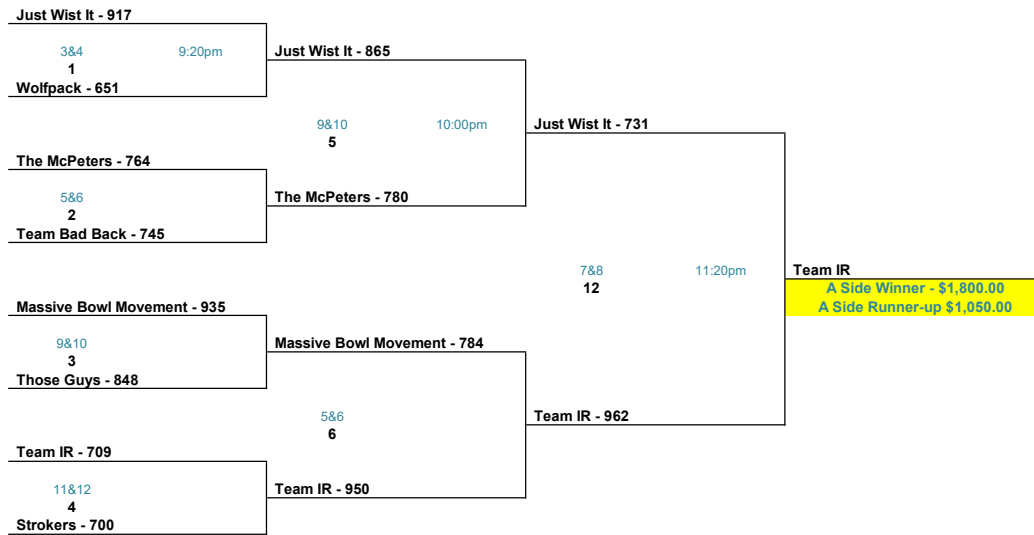 Just Wist It - 917
3&4 9:20pm
1
Wolfpack - 651
Just Wist It - 865
9&10 10:00pm
5
The McPeters - 764
5&6
2
Team Bad Back - 745
The McPeters - 780
Just Wist It - 731
7&8 11:20pm
12
Team IR
A Side Winner - $1,800.00
A Side Runner-up $1,050.00
Massive Bowl Movement - 935
9&10
3
Those Guys - 848
Massive Bowl Movement - 784
5&6
6
Team IR - 962
Team IR - 709
11&12
4
Strokers - 700
Team IR - 950